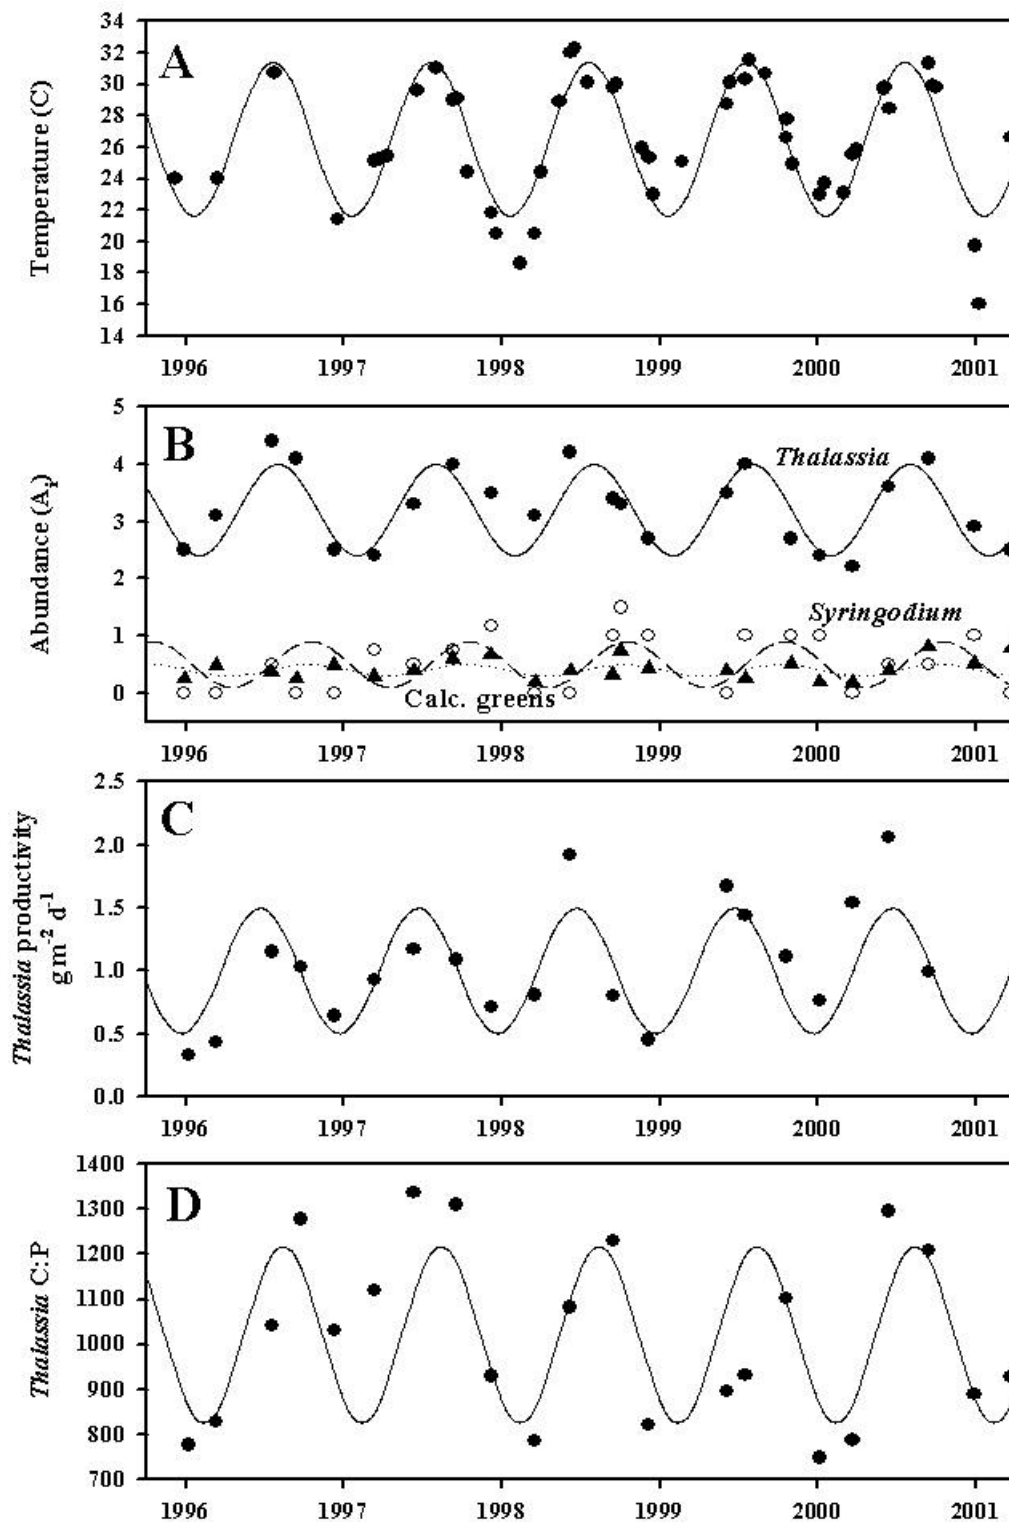 A
Temperature (C)
34
32
30
28
26
24
22
20
18
16
14
1996 1997 1998 1999 2000 2001
B
Abundance (A_i)
5
4
3
2
1
0
Thalassia
Syringodium
Calc. greens
1996 1997 1998 1999 2000 2001
C
Thalassia productivity
g m⁻² d⁻¹
2.5
2.0
1.5
1.0
0.5
0.0
1996 1997 1998 1999 2000 2001
D
Thalassia C:P
1400
1300
1200
1100
1000
900
800
700
1996 1997 1998 1999 2000 2001